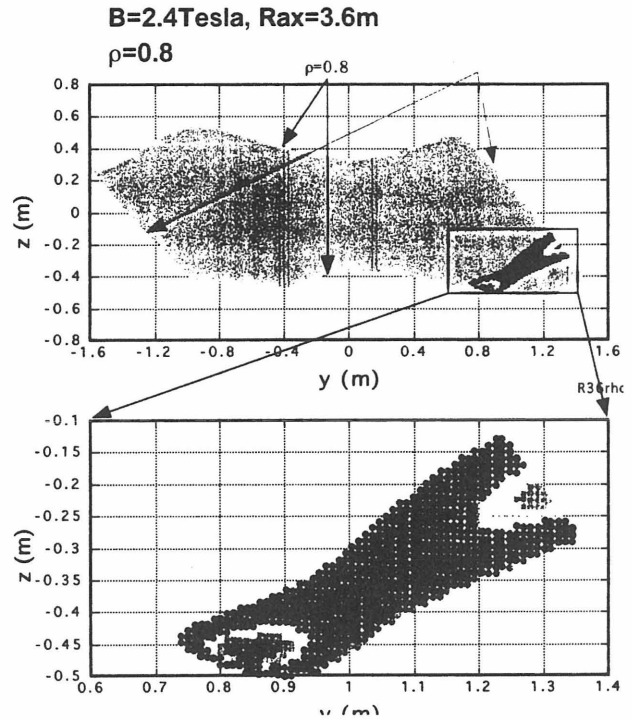 B=2.4Tesla, Rax=3.6m
ρ=0.8
ρ=0.8
0.8
0.6
0.4
0.2
0
-0.2
-0.4
-0.6
-0.8
z (m)
-1.6 -1.2 -0.8 -0.4 0 0.4 0.8 1.2 1.6
y (m)
R36rho
-0.1
-0.15
-0.2
-0.25
-0.3
-0.35
-0.4
-0.45
-0.5
z (m)
0.6 0.7 0.8 0.9 1 1.1 1.2 1.3 1.4
y (m)